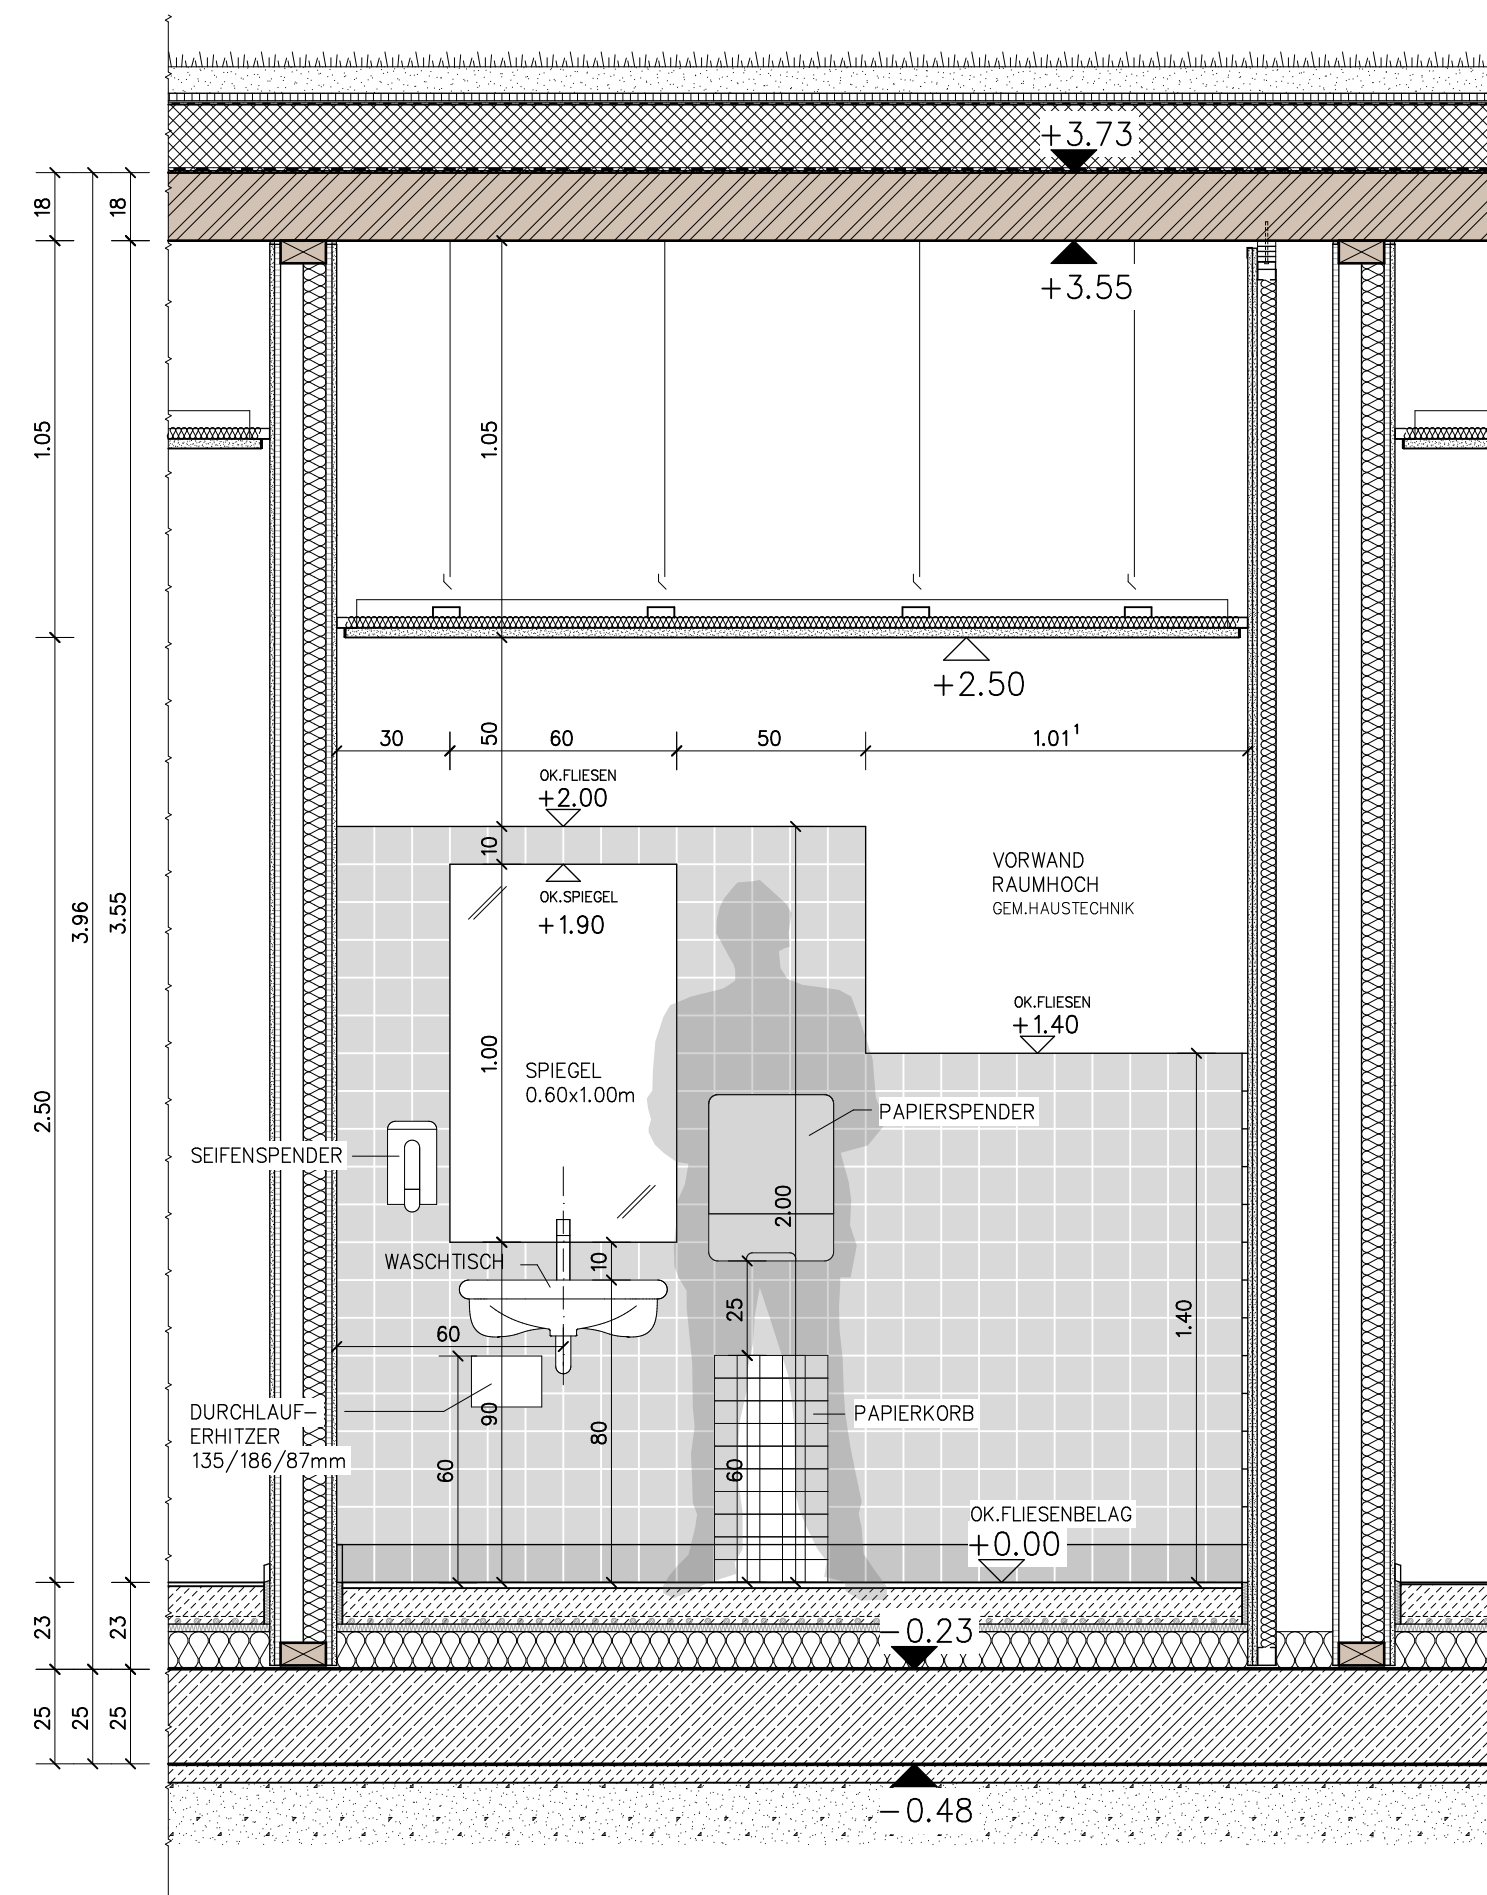 +3.73
18
18
+3.55
1.05
1.05
+2.50
30
50
60
50
1.01¹
OK.FLIESEN
+2.00
10
VORWAND
RAUMHOCH
GEM.HAUSTECHNIK
OK.SPIEGEL
+1.90
3.96
3.55
OK.FLIESEN
+1.40
1.00
SPIEGEL
0.60x1.00m
2.50
PAPIERSPENDER
SEIFENSPENDER
2.00
WASCHTISCH
10
25
1.40
60
DURCHLAUF-
ERHITZER
135/186/87mm
90
80
PAPIERKORB
60
60
OK.FLIESENBELAG
+0.00
23
23
-0.23
25
25
25
-0.48